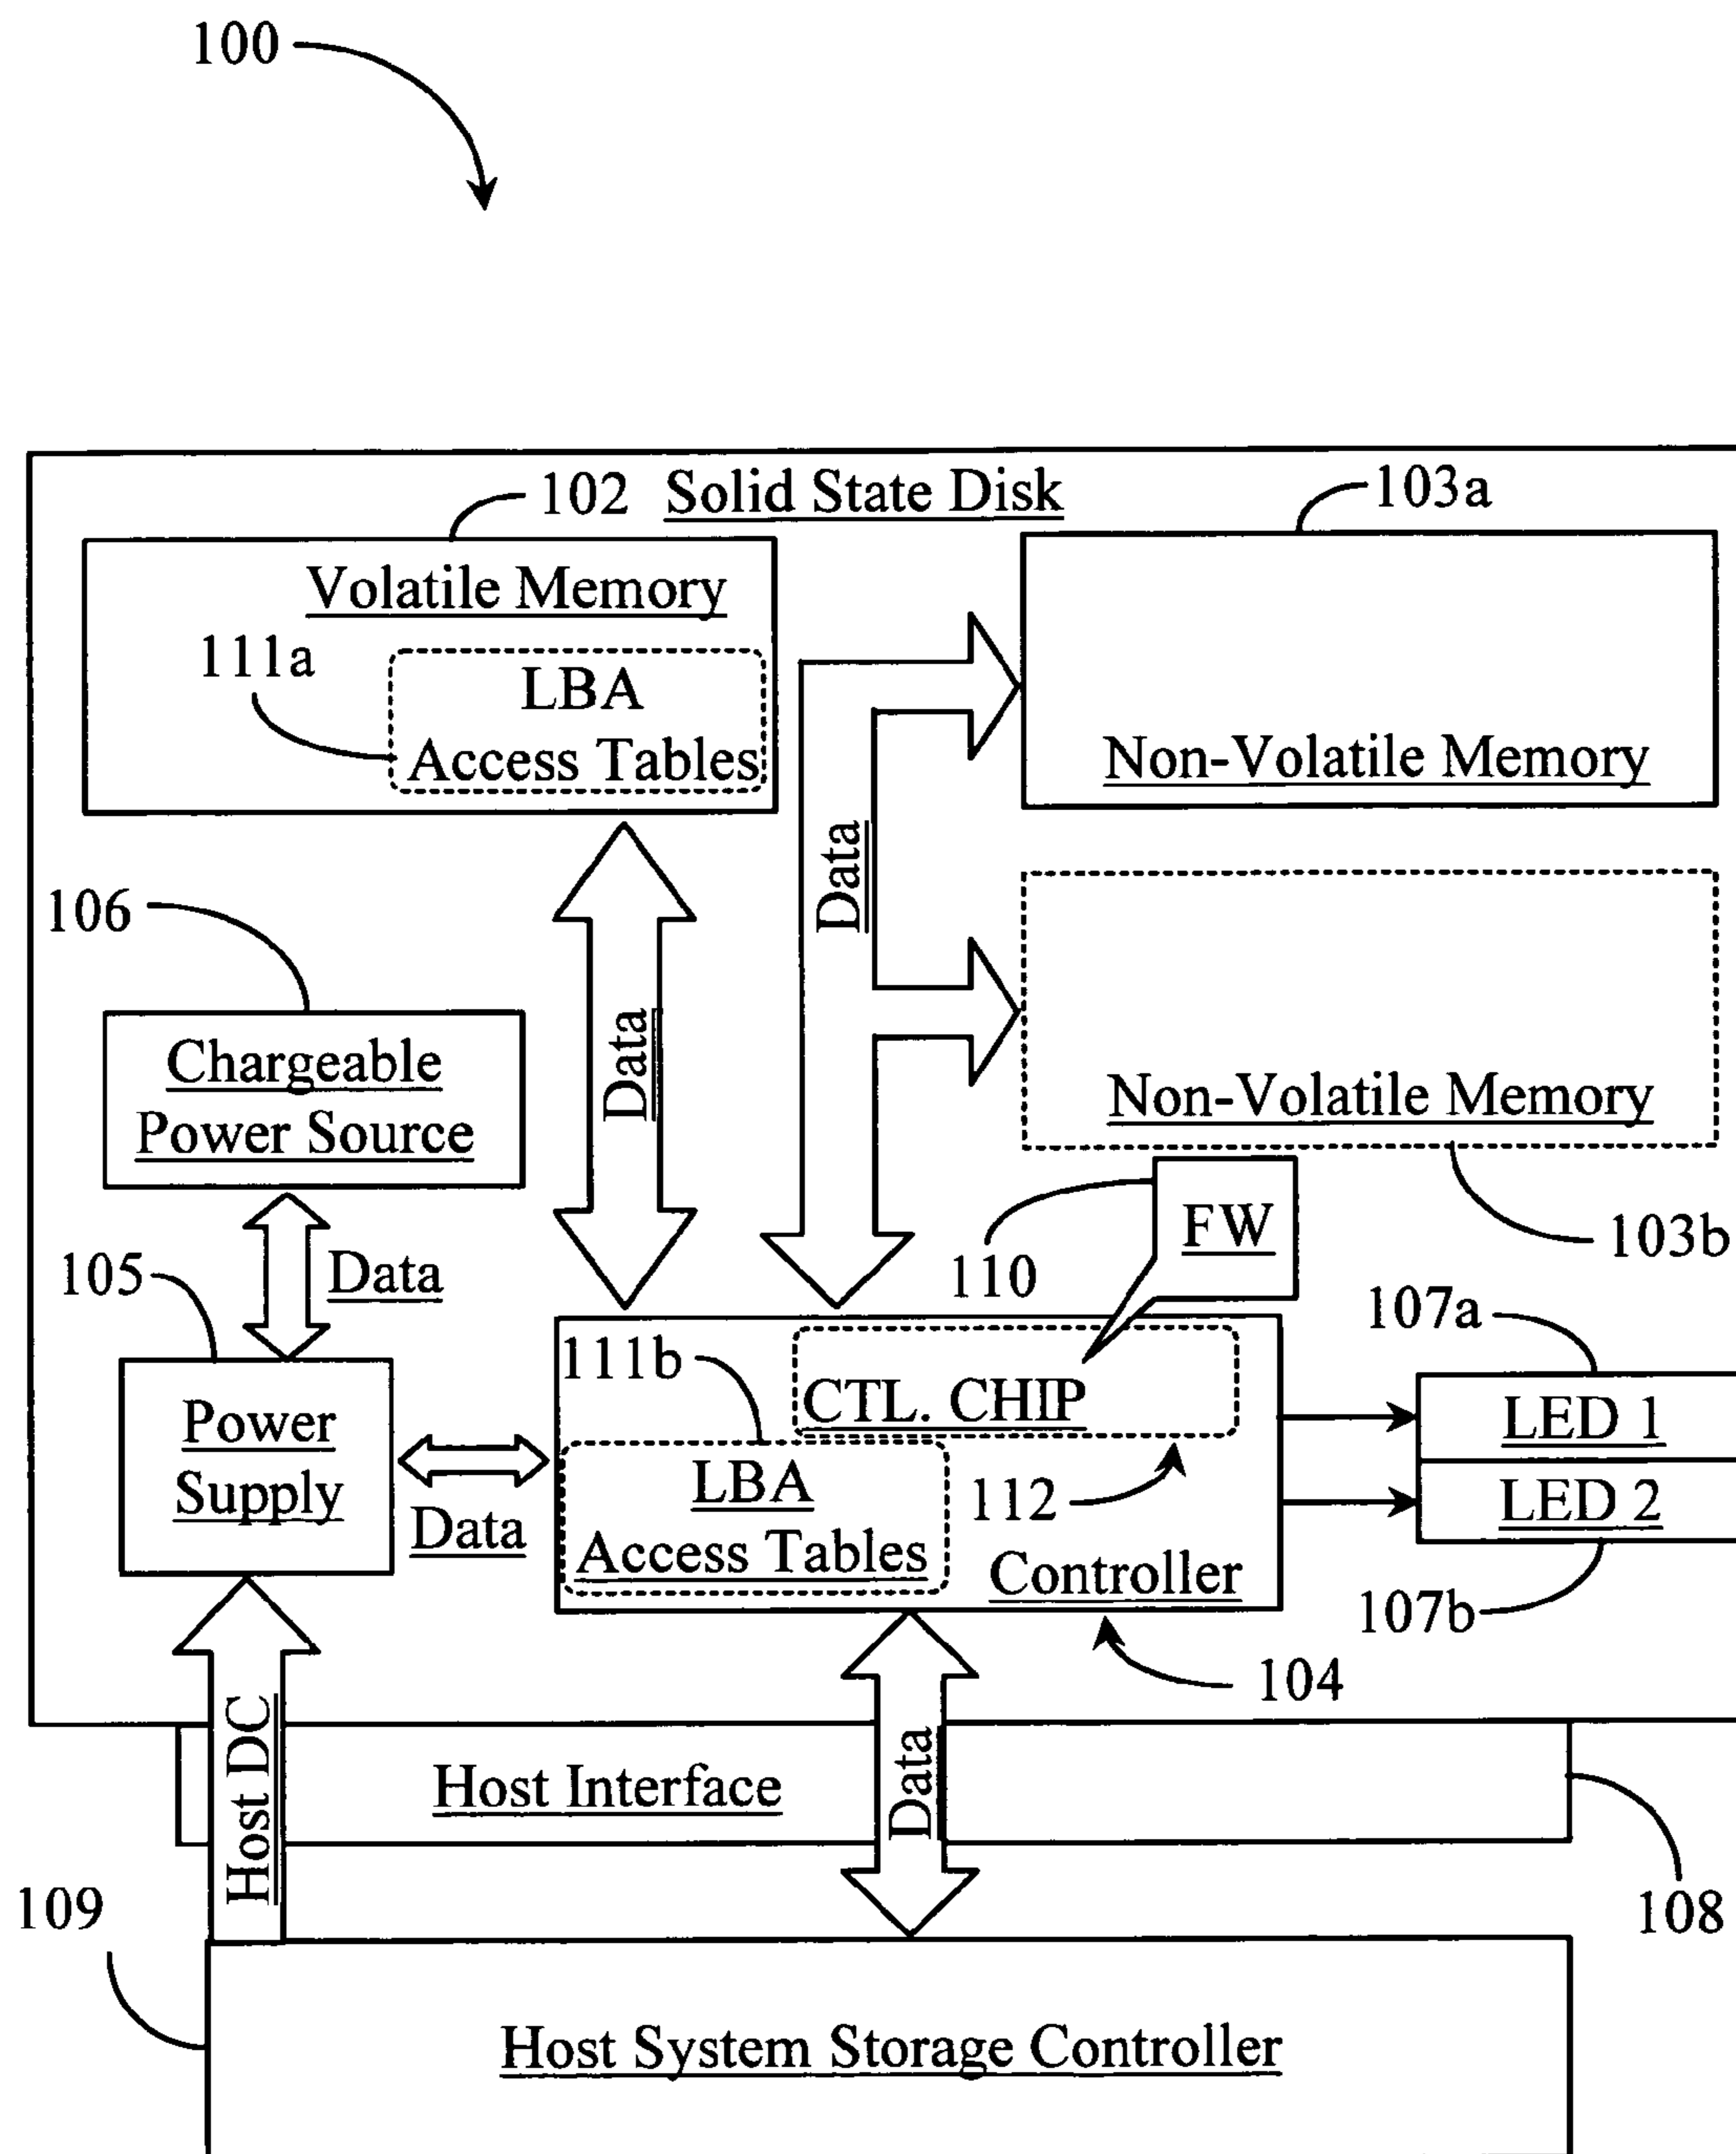 100
102
Solid State Disk
103a
Volatile Memory
111a
LBA
Access Tables
Non-Volatile Memory
Data
106
Chargeable
Power Source
Data
Non-Volatile Memory
FW
110
103b
105
Data
107a
111b
CTL. CHIP
LED 1
Power
Supply
LBA
Access Tables
112
LED 2
Data
Controller
107b
104
Host DC
Host Interface
Data
108
109
Host System Storage Controller